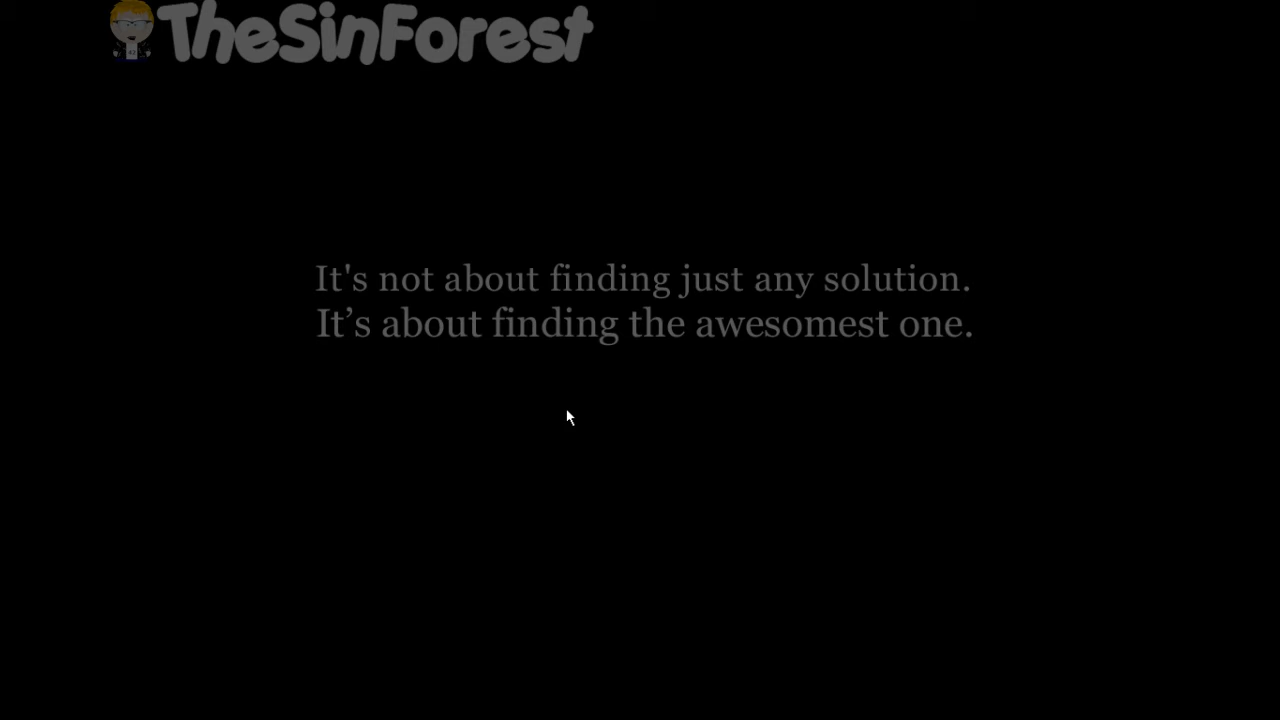 TheSinForest
It's not about finding just any solution.
It’s about finding the awesomest one.